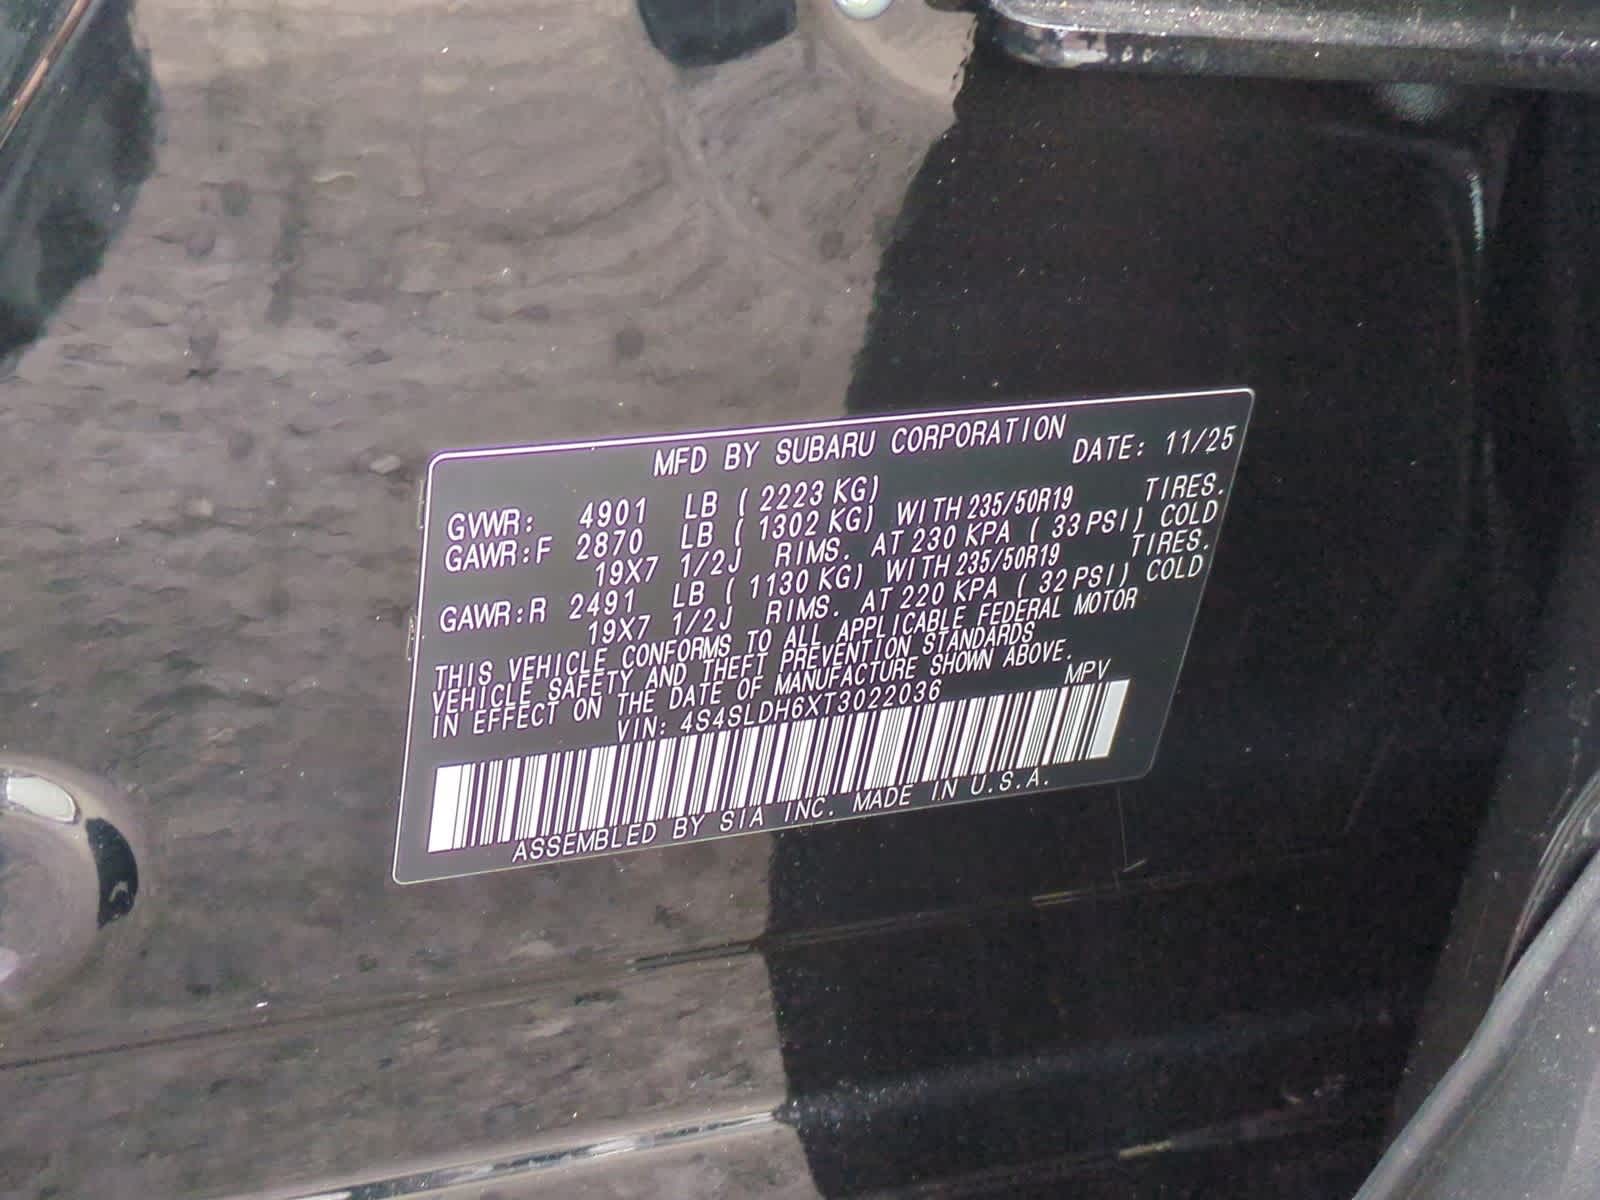 MFD BY SUBARU CORPORATION
DATE: 11/25
GVWR: 4901 LB (2223 KG)
GAWR:F 2870 LB (1302 KG) WITH 235/50R19 TIRES.
19X7 1/2J RIMS. AT 230 KPA (33 PSI) COLD
GAWR:R 2491 LB (1130 KG) WITH 235/50R19 TIRES.
19X7 1/2J RIMS. AT 220 KPA (32 PSI) COLD
THIS VEHICLE CONFORMS TO ALL APPLICABLE FEDERAL MOTOR
VEHICLE SAFETY AND THEFT PREVENTION STANDARDS
IN EFFECT ON THE DATE OF MANUFACTURE SHOWN ABOVE.
VIN: 4S4SLDH6XT3022036 MPV
ASSEMBLED BY SIA INC. MADE IN U.S.A.